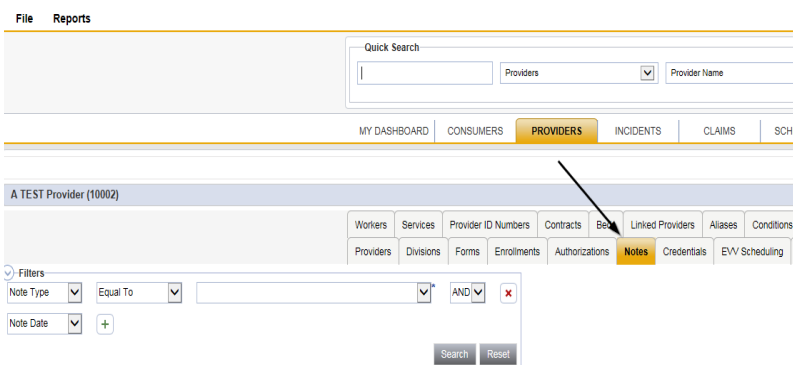 File Reports
Quick Search
Providers Provider Name
MY DASHBOARD CONSUMERS PROVIDERS INCIDENTS CLAIMS SCH
A TEST Provider (10002)
Workers Services Provider ID Numbers Contracts Linked Providers Aliases Conditions
Providers Divisions Forms Enrollments Authorizations Notes Credentials EVV Scheduling
Filters
Note Type Equal To * AND
Note Date
Search Reset